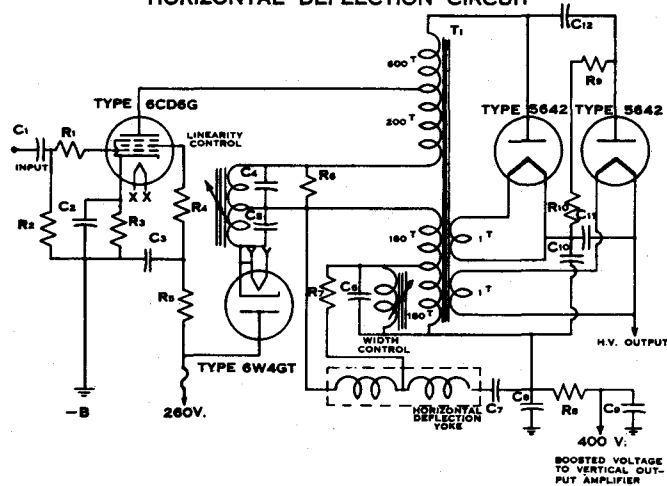 HORIZONTAL DEFLECTION CIRCUIT
C12
T1
600 T
R9
TYPE 6CD6G
TYPE 5642
TYPE 5642
C1
R1
LINEARITY
CONTROL
200 T
INPUT
C4
R6
X X
R4
R10
C2
R3
C5
C11
R2
C3
160 T
1 T
C10
R5
R7
C6
160 T
1 T
WIDTH
CONTROL
H.V. OUTPUT
TYPE 6W4GT
HORIZONTAL
DEFLECTION
YOKE
C7
C8
R8
C9
-B
260V.
400 V.
BOOSTED VOLTAGE
TO VERTICAL OUT-
PUT AMPLIFIER